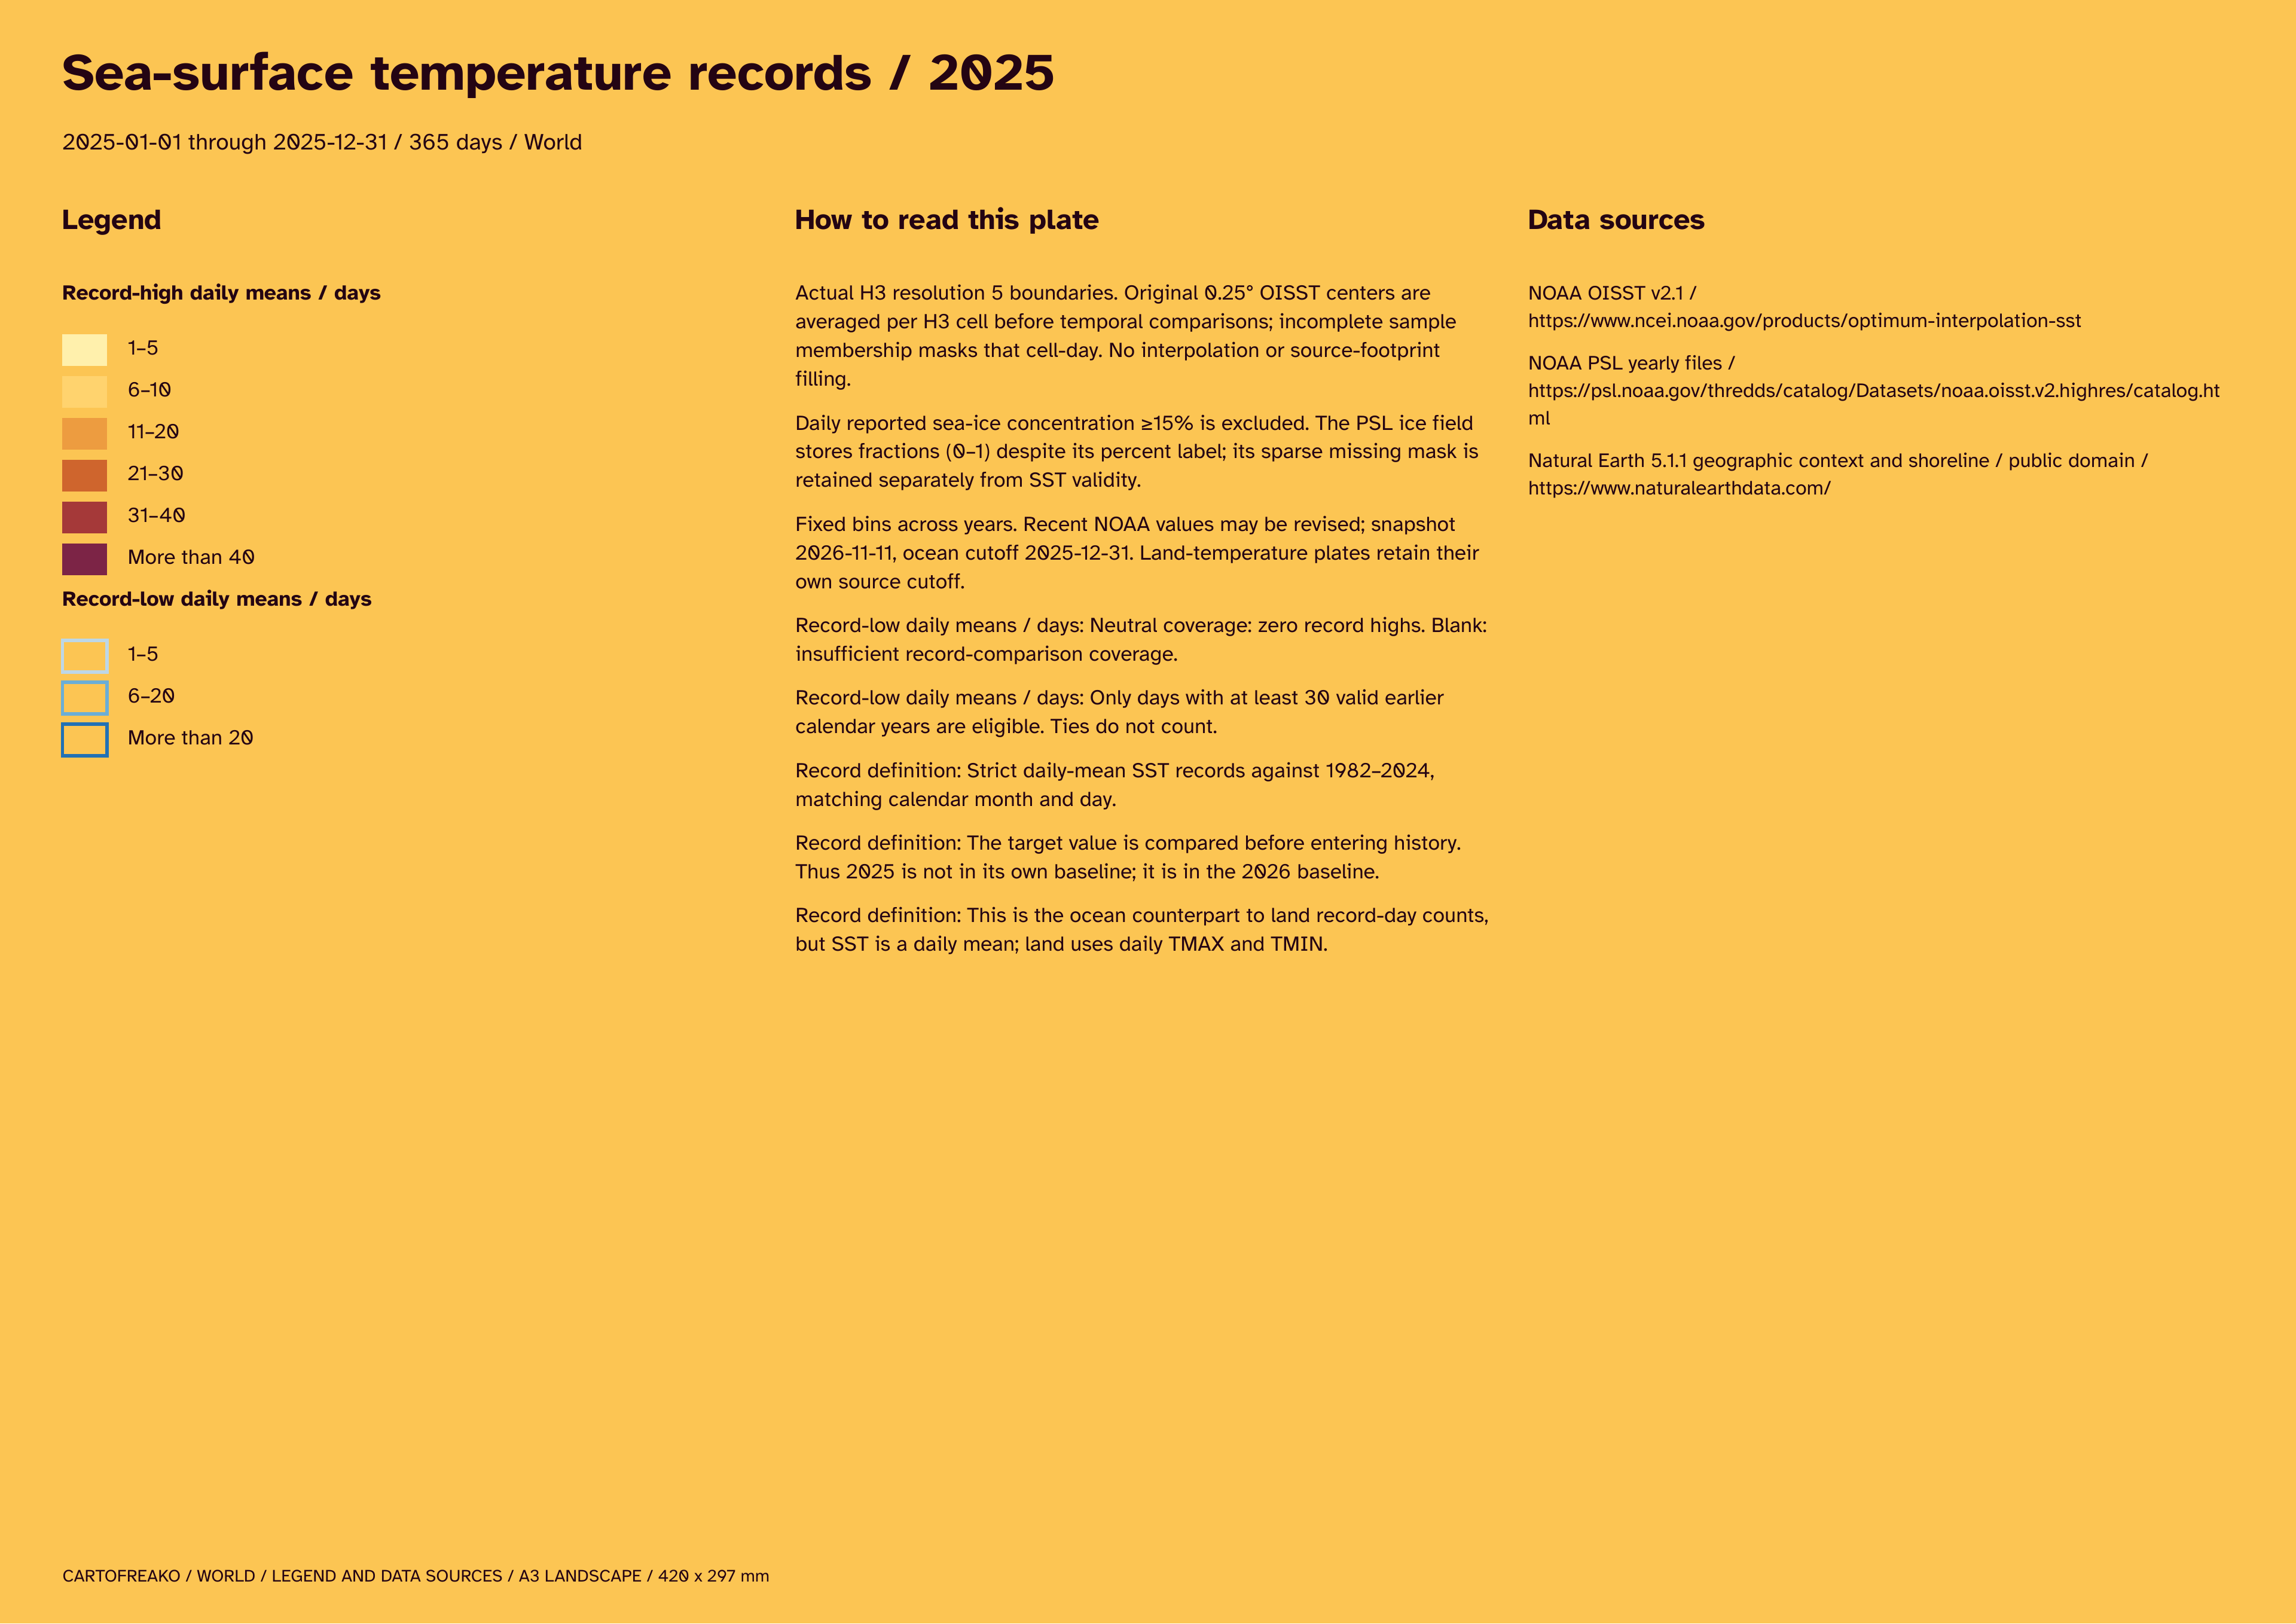 Sea-surface temperature records / 2025
2025-01-01 through 2025-12-31 / 365 days / World
Legend
Record-high daily means / days
1–5
6–10
11–20
21–30
31–40
More than 40
Record-low daily means / days
1–5
6–20
More than 20
How to read this plate
Actual H3 resolution 5 boundaries. Original 0.25° OISST centers are
averaged per H3 cell before temporal comparisons; incomplete sample
membership masks that cell-day. No interpolation or source-footprint
filling.
Daily reported sea-ice concentration ≥15% is excluded. The PSL ice field
stores fractions (0–1) despite its percent label; its sparse missing mask is
retained separately from SST validity.
Fixed bins across years. Recent NOAA values may be revised; snapshot
2026-11-11, ocean cutoff 2025-12-31. Land-temperature plates retain their
own source cutoff.
Record-low daily means / days: Neutral coverage: zero record highs. Blank:
insufficient record-comparison coverage.
Record-low daily means / days: Only days with at least 30 valid earlier
calendar years are eligible. Ties do not count.
Record definition: Strict daily-mean SST records against 1982–2024,
matching calendar month and day.
Record definition: The target value is compared before entering history.
Thus 2025 is not in its own baseline; it is in the 2026 baseline.
Record definition: This is the ocean counterpart to land record-day counts,
but SST is a daily mean; land uses daily TMAX and TMIN.
Data sources
NOAA OISST v2.1 /
https://www.ncei.noaa.gov/products/optimum-interpolation-sst
NOAA PSL yearly files /
https://psl.noaa.gov/thredds/catalog/Datasets/noaa.oisst.v2.highres/catalog.ht
ml
Natural Earth 5.1.1 geographic context and shoreline / public domain /
https://www.naturalearthdata.com/
CARTOFREAKO / WORLD / LEGEND AND DATA SOURCES / A3 LANDSCAPE / 420 x 297 mm